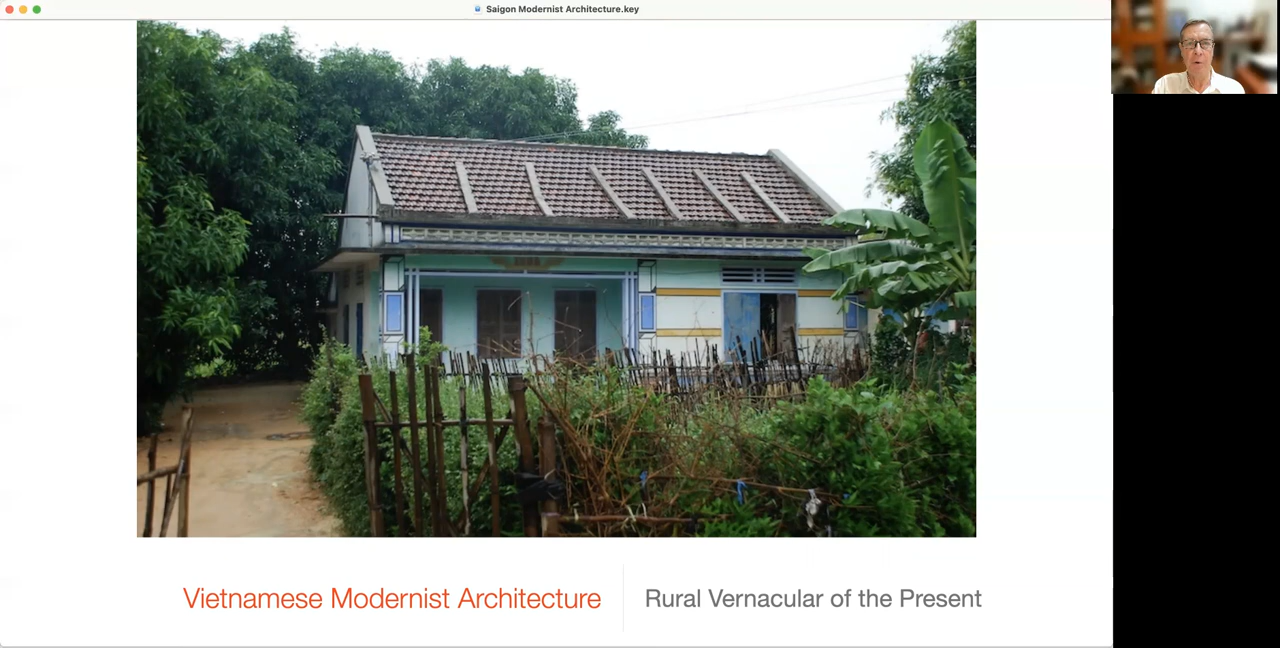 Saigon Modernist Architecture.key
Vietnamese Modernist Architecture
Rural Vernacular of the Present